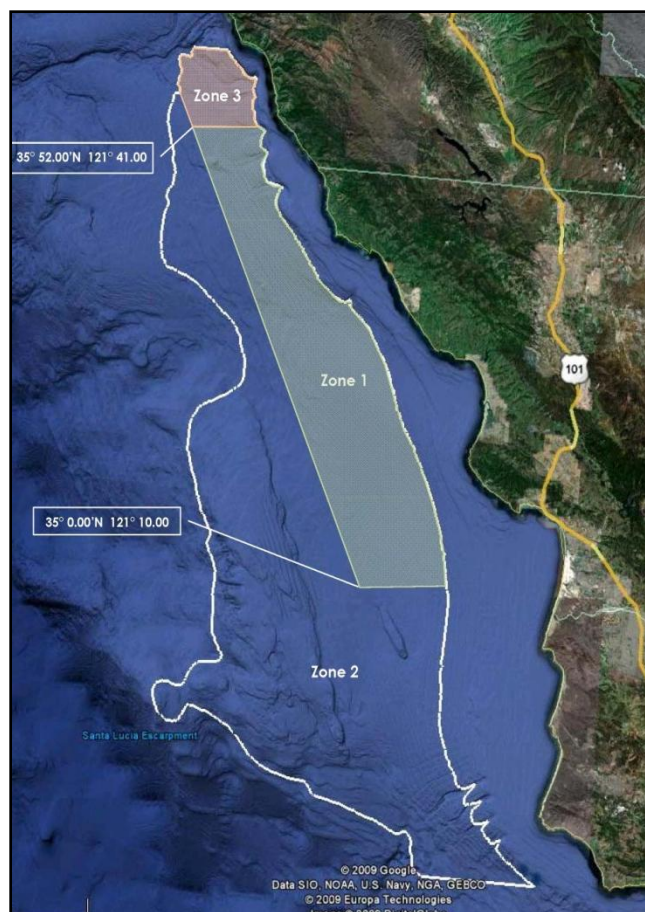 Zone 3
35° 52.00'N 121° 41.00
Zone 1
101
35° 0.00'N 121° 10.00
Zone 2
Santa Lucia Escarpment
© 2009 Google
Data SIO, NOAA, U.S. Navy, NGA, GEBCO
© 2009 Europa Technologies